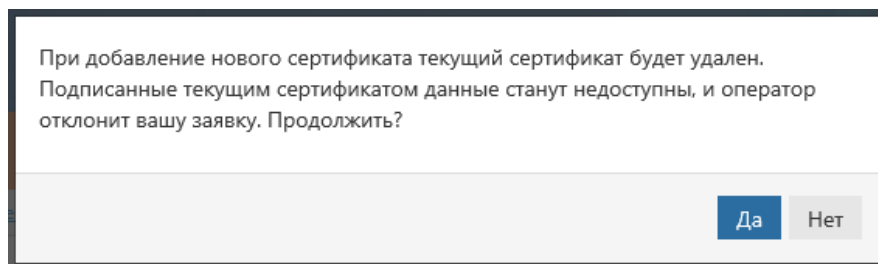 При добавление нового сертификата текущий сертификат будет удален.
Подписанные текущим сертификатом данные станут недоступны, и оператор
отклонит вашу заявку. Продолжить?
Да Нет